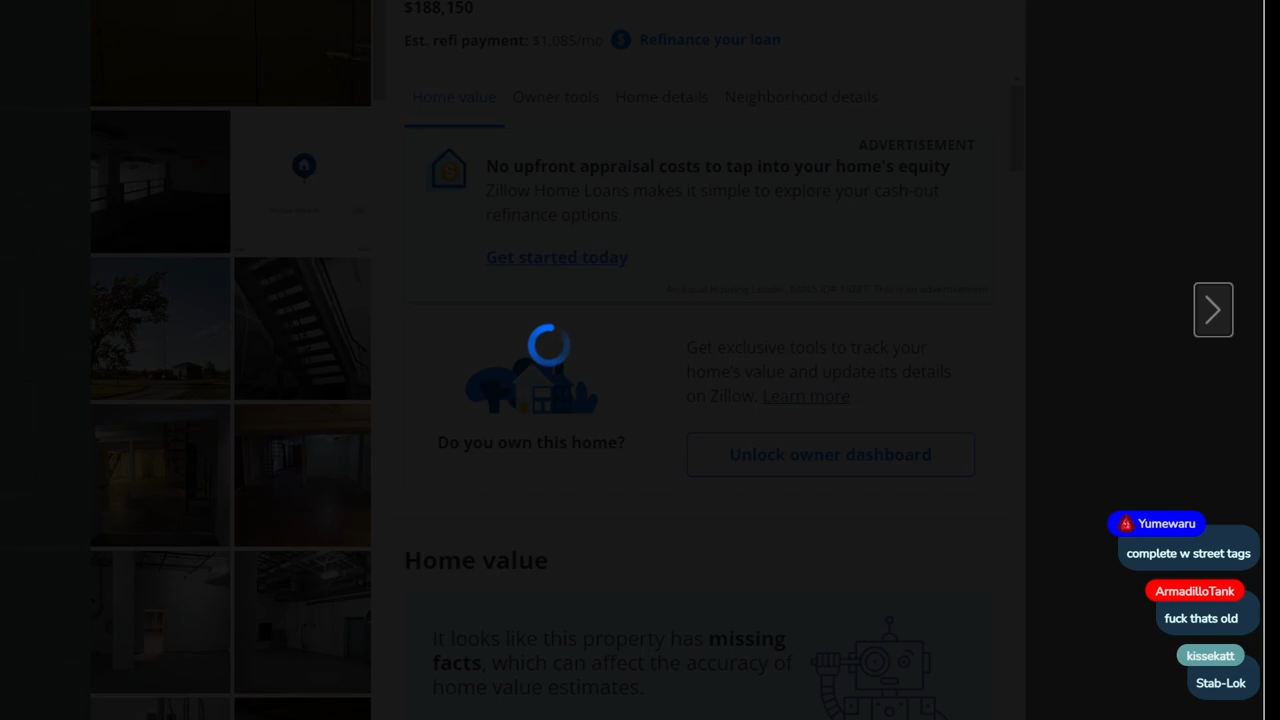 $188,150
Est. refi payment: $1,085/mo $ Refinance your loan
Home value Owner tools Home details Neighborhood details
ADVERTISEMENT
No upfront appraisal costs to tap into your home's equity
Zillow Home Loans makes it simple to explore your cash-out
refinance options.
Get started today
Do you own this home?
Get exclusive tools to track your
home's value and update its details
on Zillow. Learn more
Unlock owner dashboard
Home value
It looks like this property has missing
facts, which can affect the accuracy of
home value estimates.
Yumewaru
complete w street tags
ArmadilloTank
fuck thats old
kissekatt
Stab-Lok